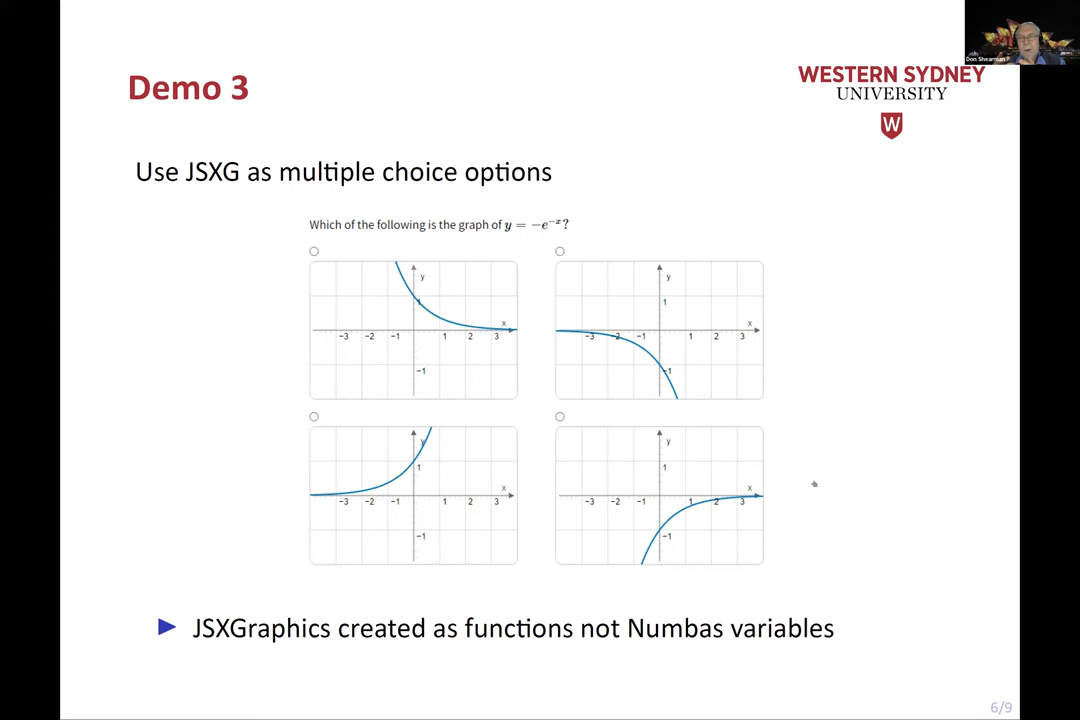 Don Shearman
WESTERN SYDNEY
UNIVERSITY
W
Demo 3
Use JSXG as multiple choice options
Which of the following is the graph of y = −e^{−x}?
y
1
x
−3 −2 −1 1 2 3
−1
y
1
x
−3 −2 −1 1 2 3
−1
y
1
x
−3 −2 −1 1 2 3
−1
y
1
x
−3 −2 −1 1 2 3
−1
JSXGraphics created as functions not Numbas variables
6/9